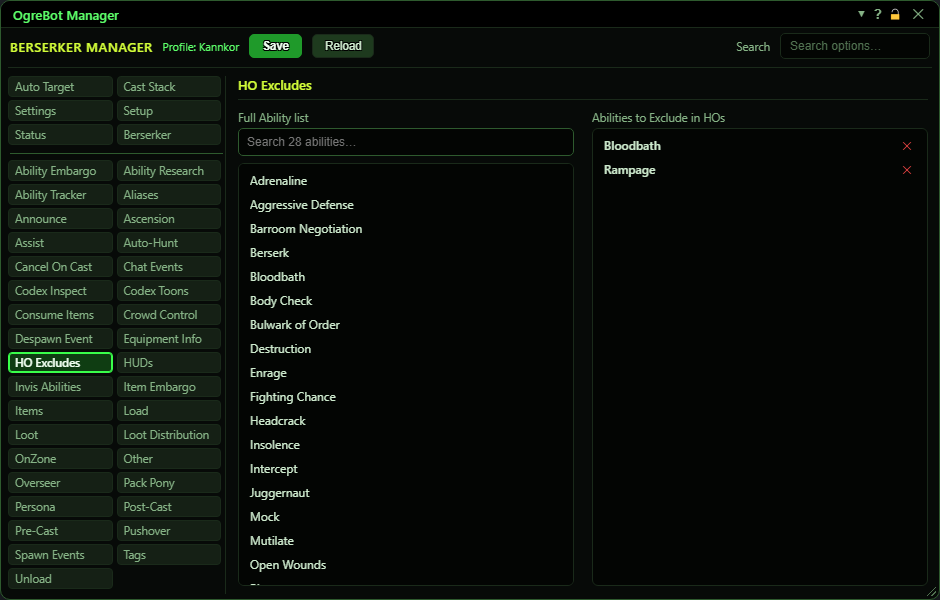 OgreBot Manager
▼ ?
BERSERKER MANAGER Profile: Kannkor Save Reload Search Search options...
Auto Target Cast Stack
Settings Setup
Status Berserker
Ability Embargo Ability Research
Ability Tracker Aliases
Announce Ascension
Assist Auto-Hunt
Cancel On Cast Chat Events
Codex Inspect Codex Toons
Consume Items Crowd Control
Despawn Event Equipment Info
HO Excludes HUDs
Invis Abilities Item Embargo
Items Load
Loot Loot Distribution
OnZone Other
Overseer Pack Pony
Persona Post-Cast
Pre-Cast Pushover
Spawn Events Tags
Unload
HO Excludes
Full Ability list
Search 28 abilities...
Adrenaline
Aggressive Defense
Barroom Negotiation
Berserk
Bloodbath
Body Check
Bulwark of Order
Destruction
Enrage
Fighting Chance
Headcrack
Insolence
Intercept
Juggernaut
Mock
Mutilate
Open Wounds
Abilities to Exclude in HOs
Bloodbath
Rampage